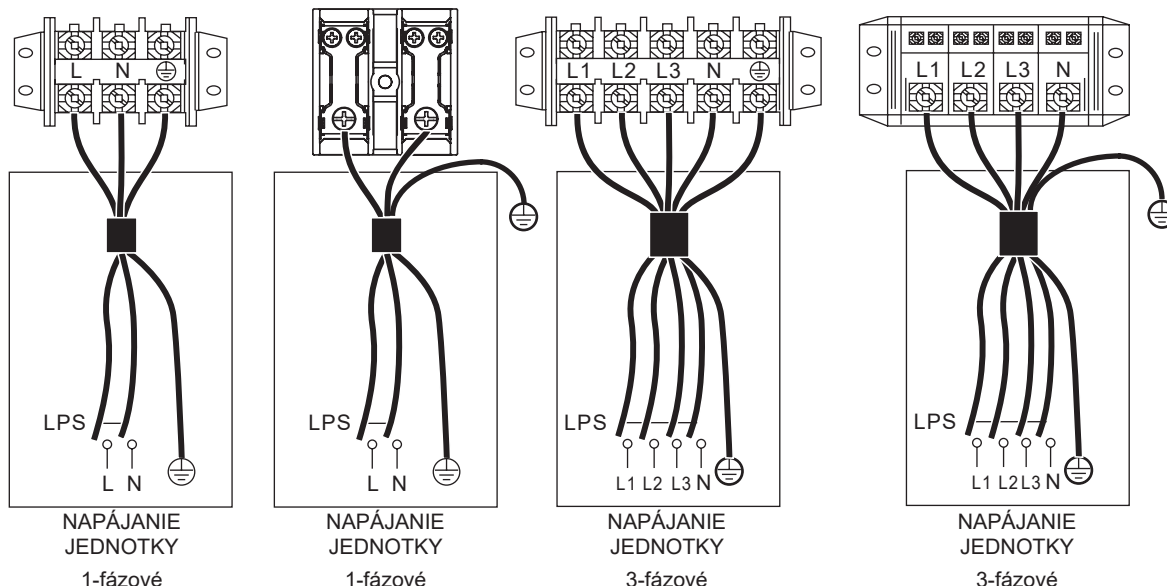 L N
L1 L2 L3 N
L1 L2 L3 N
LPS
L N
LPS
L N
LPS
L1 L2 L3 N
LPS
L1 L2 L3 N
NAPÁJANIE
JEDNOTKY
1-fázové
NAPÁJANIE
JEDNOTKY
1-fázové
NAPÁJANIE
JEDNOTKY
3-fázové
NAPÁJANIE
JEDNOTKY
3-fázové